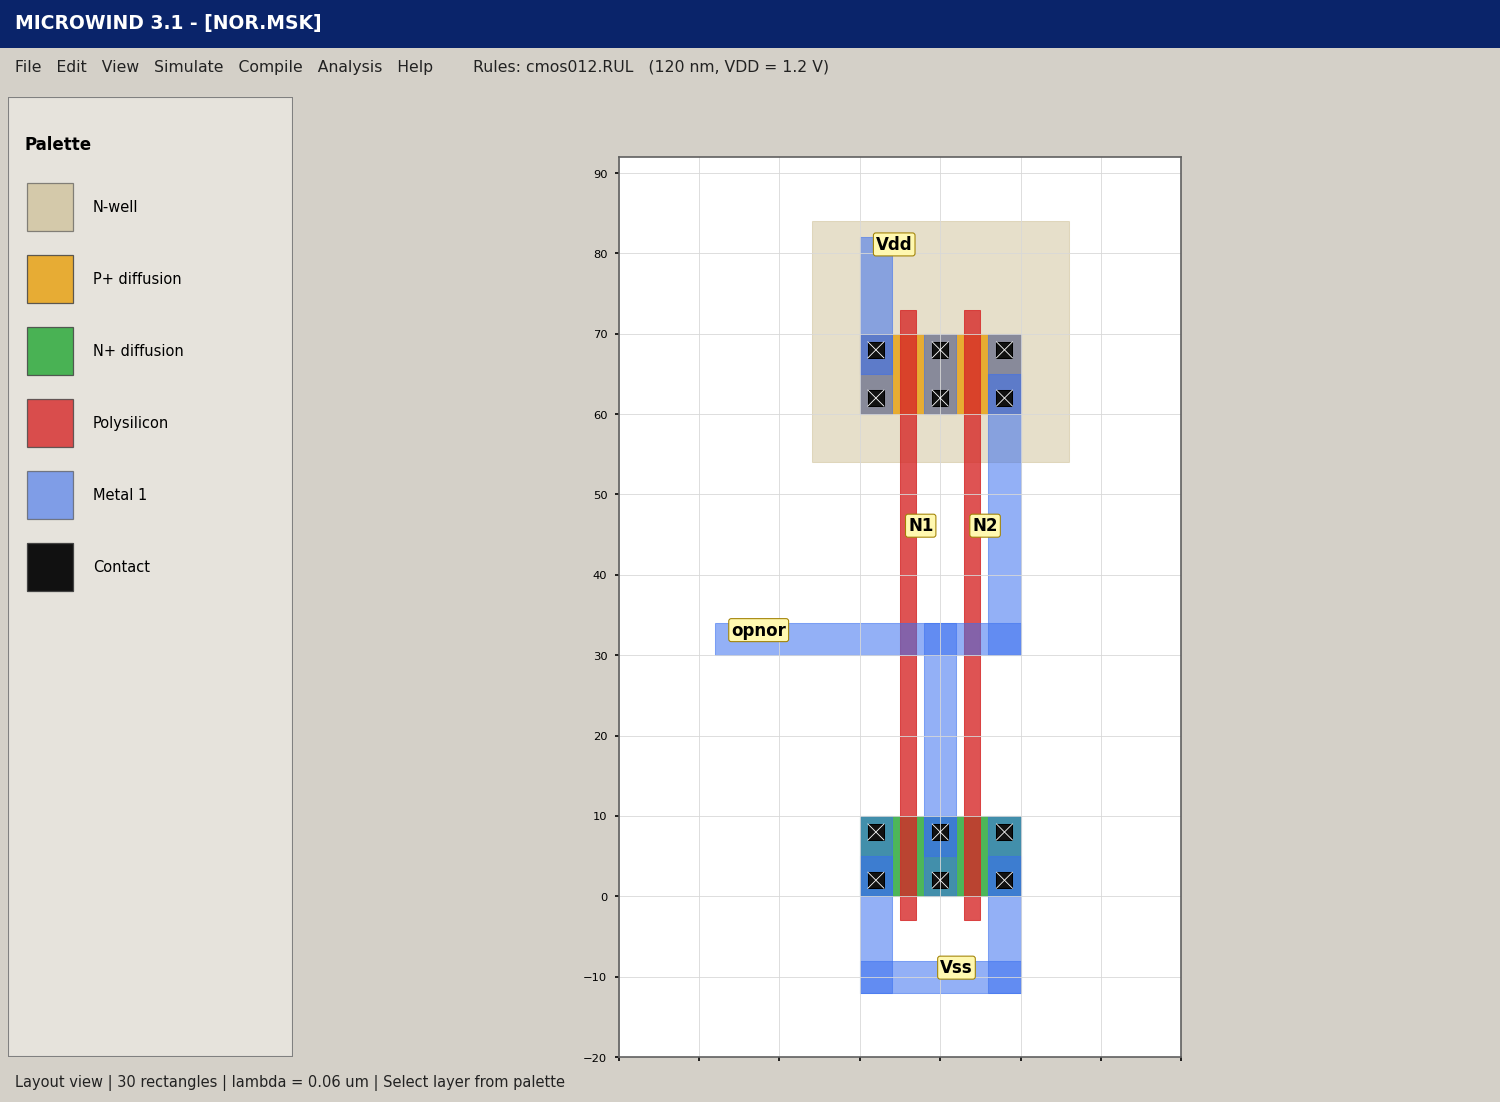 MICROWIND 3.1 - [NOR.MSK]
File Edit View Simulate Compile Analysis Help Rules: cmos012.RUL (120 nm, VDD = 1.2 V)
Palette
N-well
P+ diffusion
N+ diffusion
Polysilicon
Metal 1
Contact
90
80
70
60
50
40
30
20
10
0
−10
−20
Vdd
N1
N2
opnor
Vss
Layout view | 30 rectangles | lambda = 0.06 um | Select layer from palette